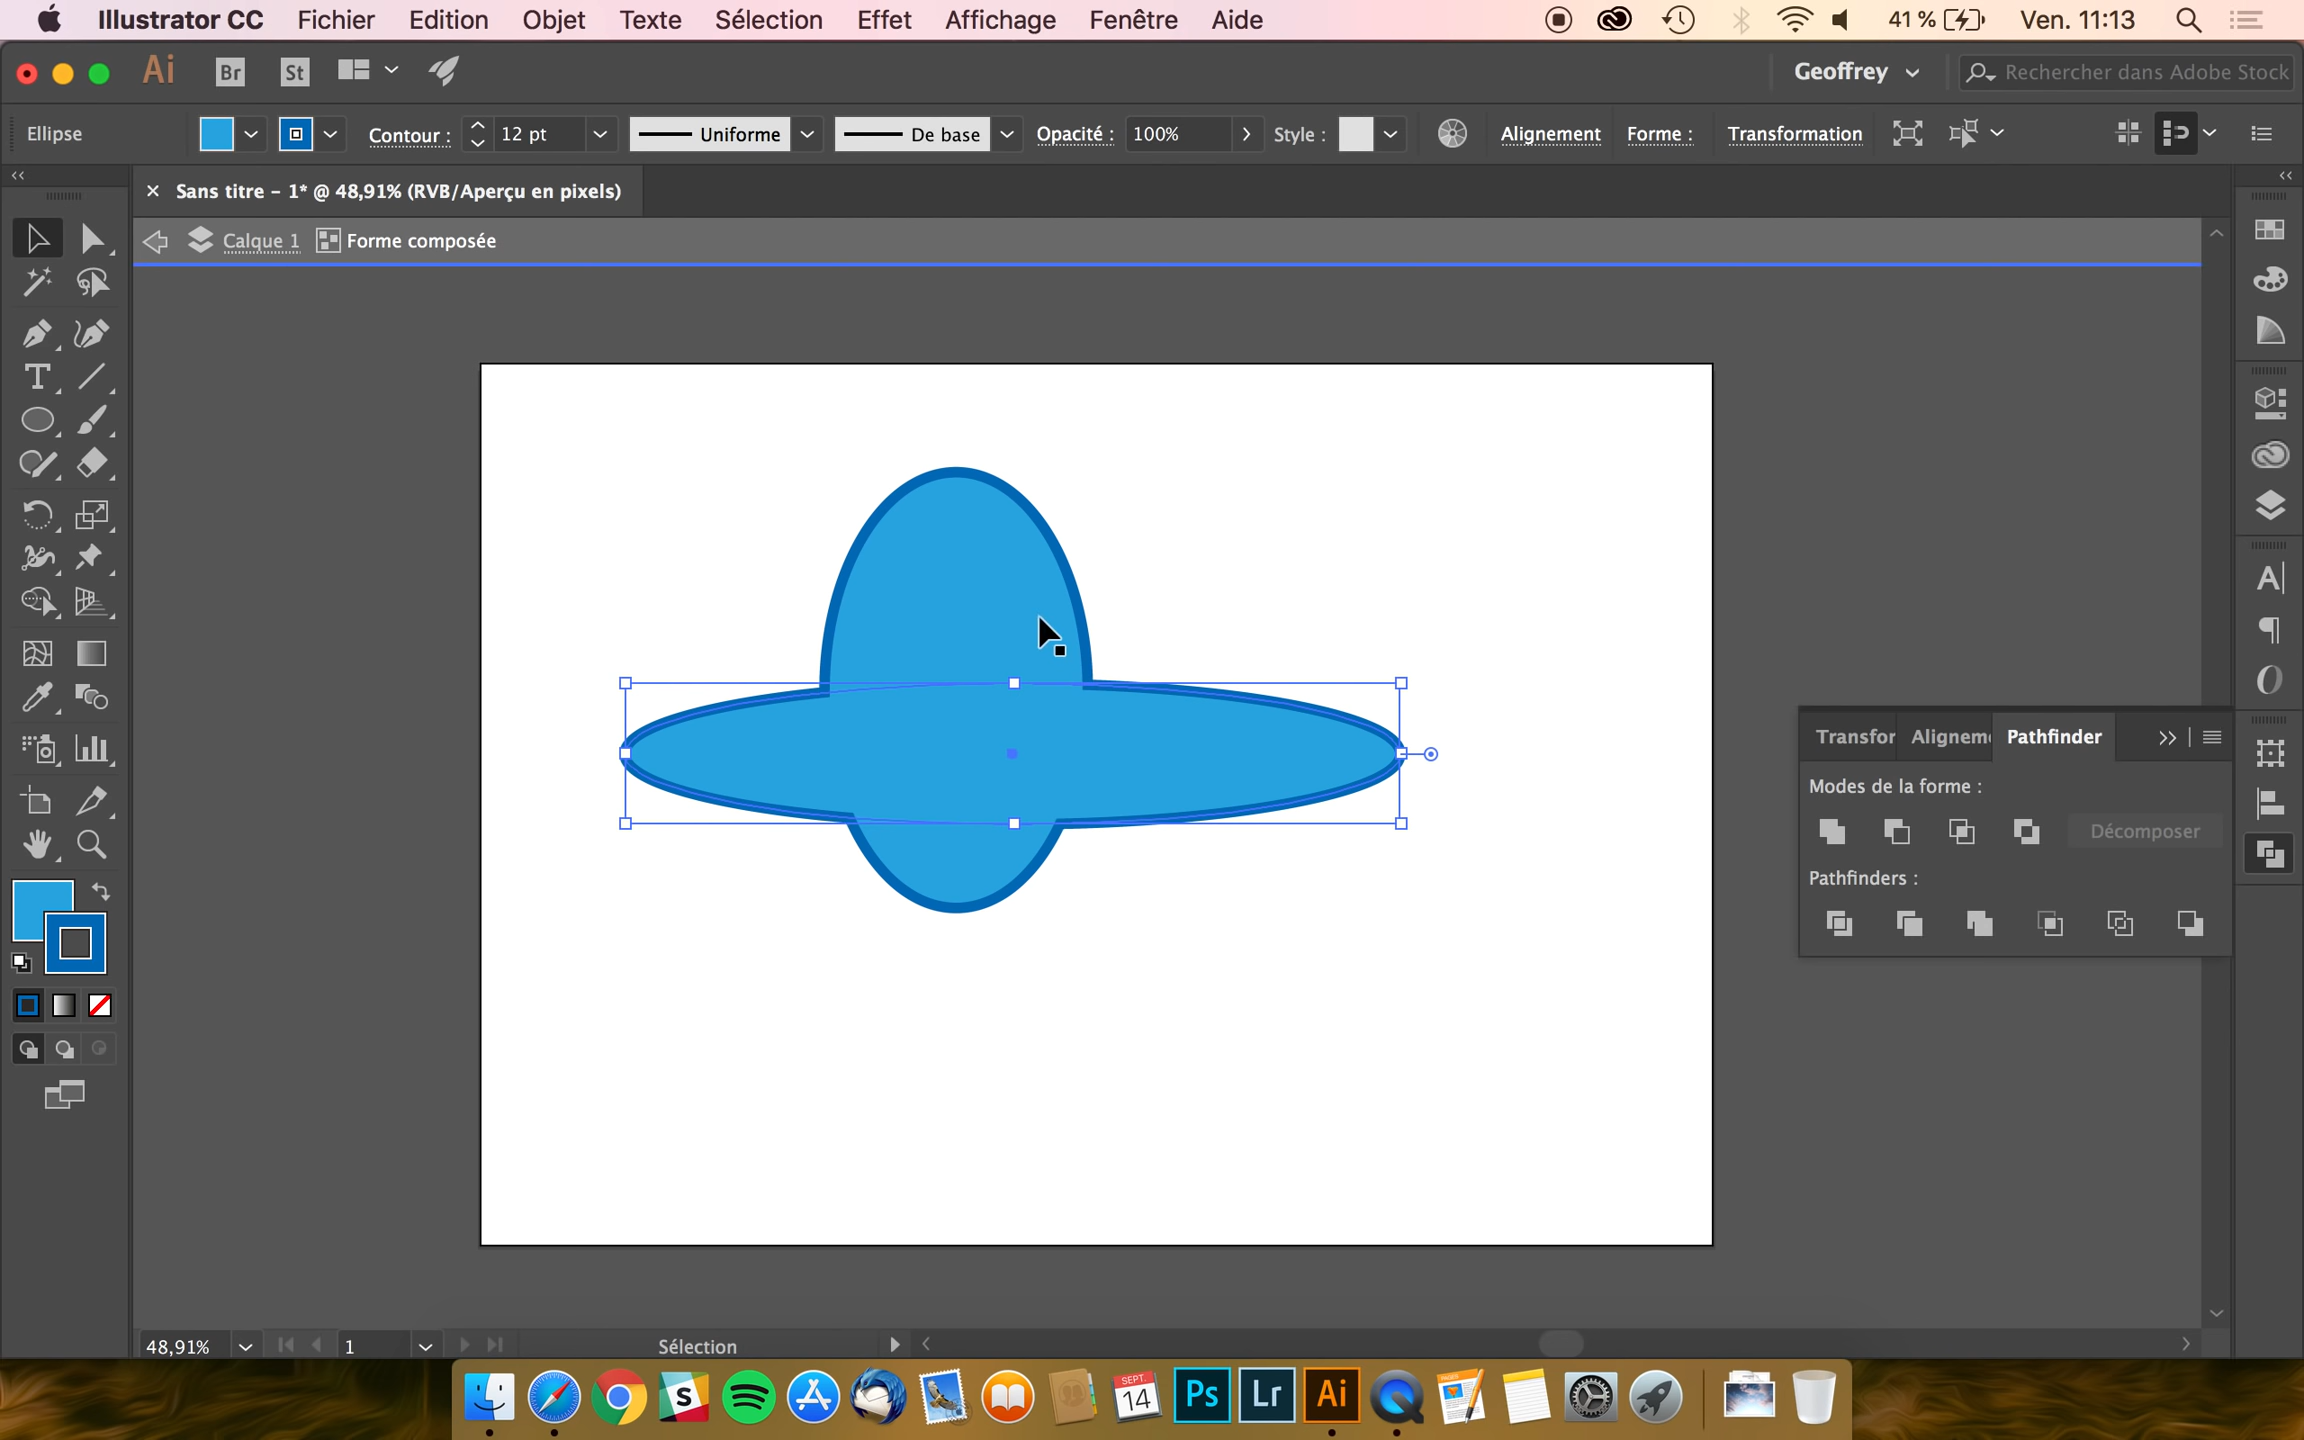 Illustrator CC Fichier Edition Objet Texte Sélection Effet Affichage Fenêtre Aide 41 % Ven. 11:13
Ai Br St Geoffrey Rechercher dans Adobe Stock
Ellipse Contour : 12 pt Uniforme De base Opacité : 100% Style : Alignement Forme : Transformation
Sans titre – 1* @ 48,91% (RVB/Aperçu en pixels)
Calque 1 Forme composée
Transfor Alignem Pathfinder
Modes de la forme :
Décomposer
Pathfinders :
48,91% 1 Sélection
SEPT.
14 Ps Lr Ai